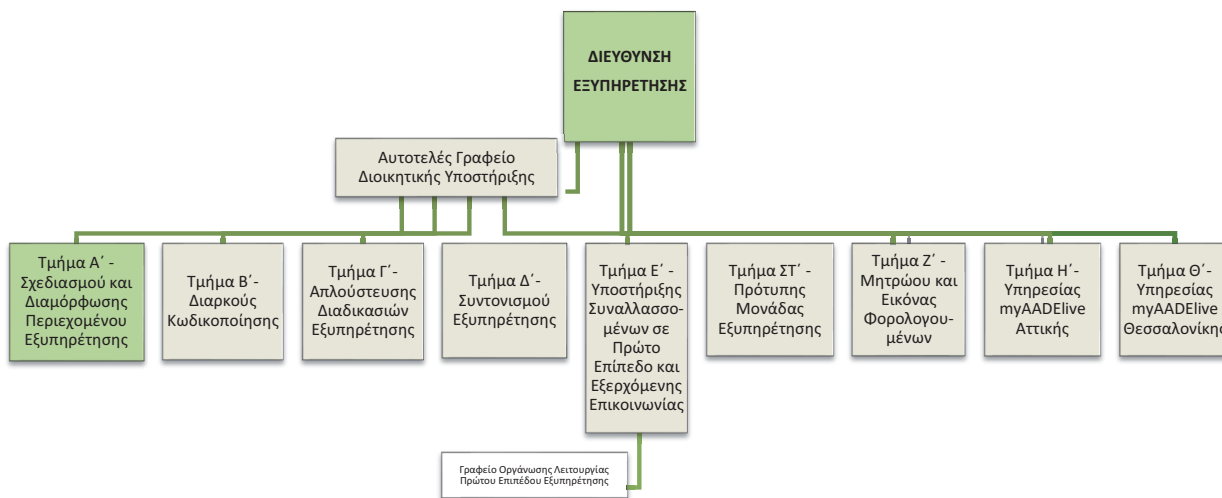 ΔΙΕΥΘΥΝΣΗ
ΕΞΥΠΗΡΕΤΗΣΗΣ
Αυτοτελές Γραφείο
Διοικητικής Υποστήριξης
Τμήμα Α΄ -
Σχεδιασμού και
Διαμόρφωσης
Περιεχομένου
Εξυπηρέτησης
Τμήμα Β΄-
Διαρκούς
Κωδικοποίησης
Τμήμα Γ΄-
Απλούστευσης
Διαδικασιών
Εξυπηρέτησης
Τμήμα Δ΄-
Συντονισμού
Εξυπηρέτησης
Τμήμα Ε΄ -
Υποστήριξης
Συναλλασσο-
μένων σε
Πρώτο
Επίπεδο και
Εξερχόμενης
Επικοινωνίας
Τμήμα ΣΤ΄ -
Πρότυπης
Μονάδας
Εξυπηρέτησης
Τμήμα Ζ΄ -
Μητρώου και
Εικόνας
Φορολογου-
μένων
Τμήμα Η΄-
Υπηρεσίας
myAADElive
Αττικής
Τμήμα Θ΄-
Υπηρεσίας
myAADElive
Θεσσαλονίκης
Γραφείο Οργάνωσης Λειτουργίας
Πρώτου Επιπέδου Εξυπηρέτησης